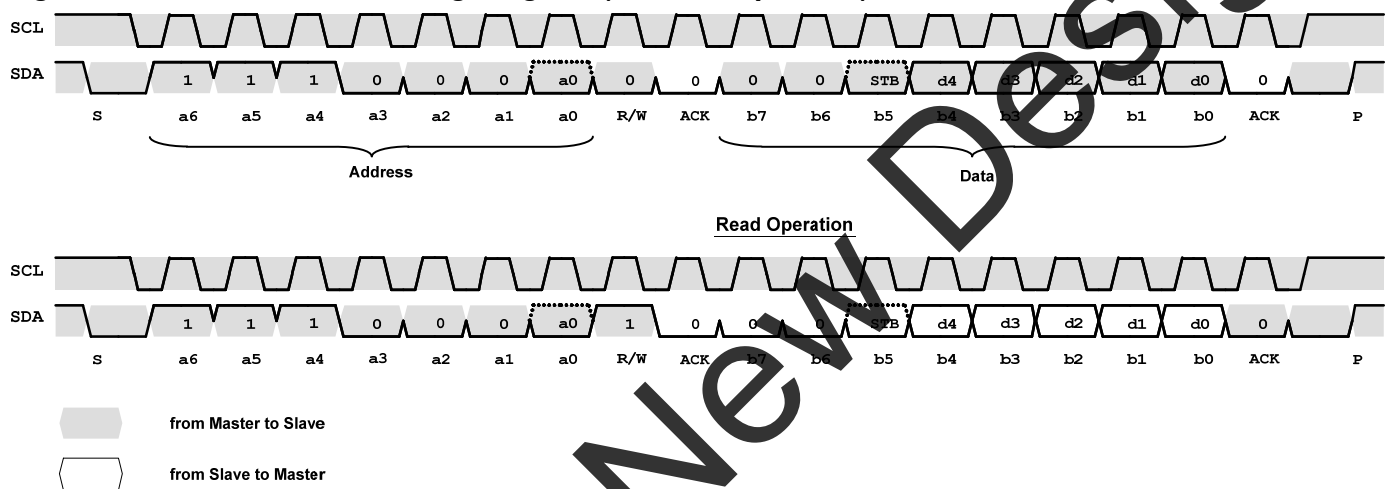 SCL
SDA 1 1 1 0 0 0 a0 0 0 0 0 STB d4 d3 d2 d1 d0 0
S a6 a5 a4 a3 a2 a1 a0 R/W ACK b7 b6 b5 b4 b3 b2 b1 b0 ACK P
Address Data
Read Operation
SCL
SDA 1 1 1 0 0 0 a0 1 0 0 0 STB d4 d3 d2 d1 d0 0
S a6 a5 a4 a3 a2 a1 a0 R/W ACK b7 b6 b5 b4 b3 b2 b1 b0 ACK P
from Master to Slave
from Slave to Master
New Desig